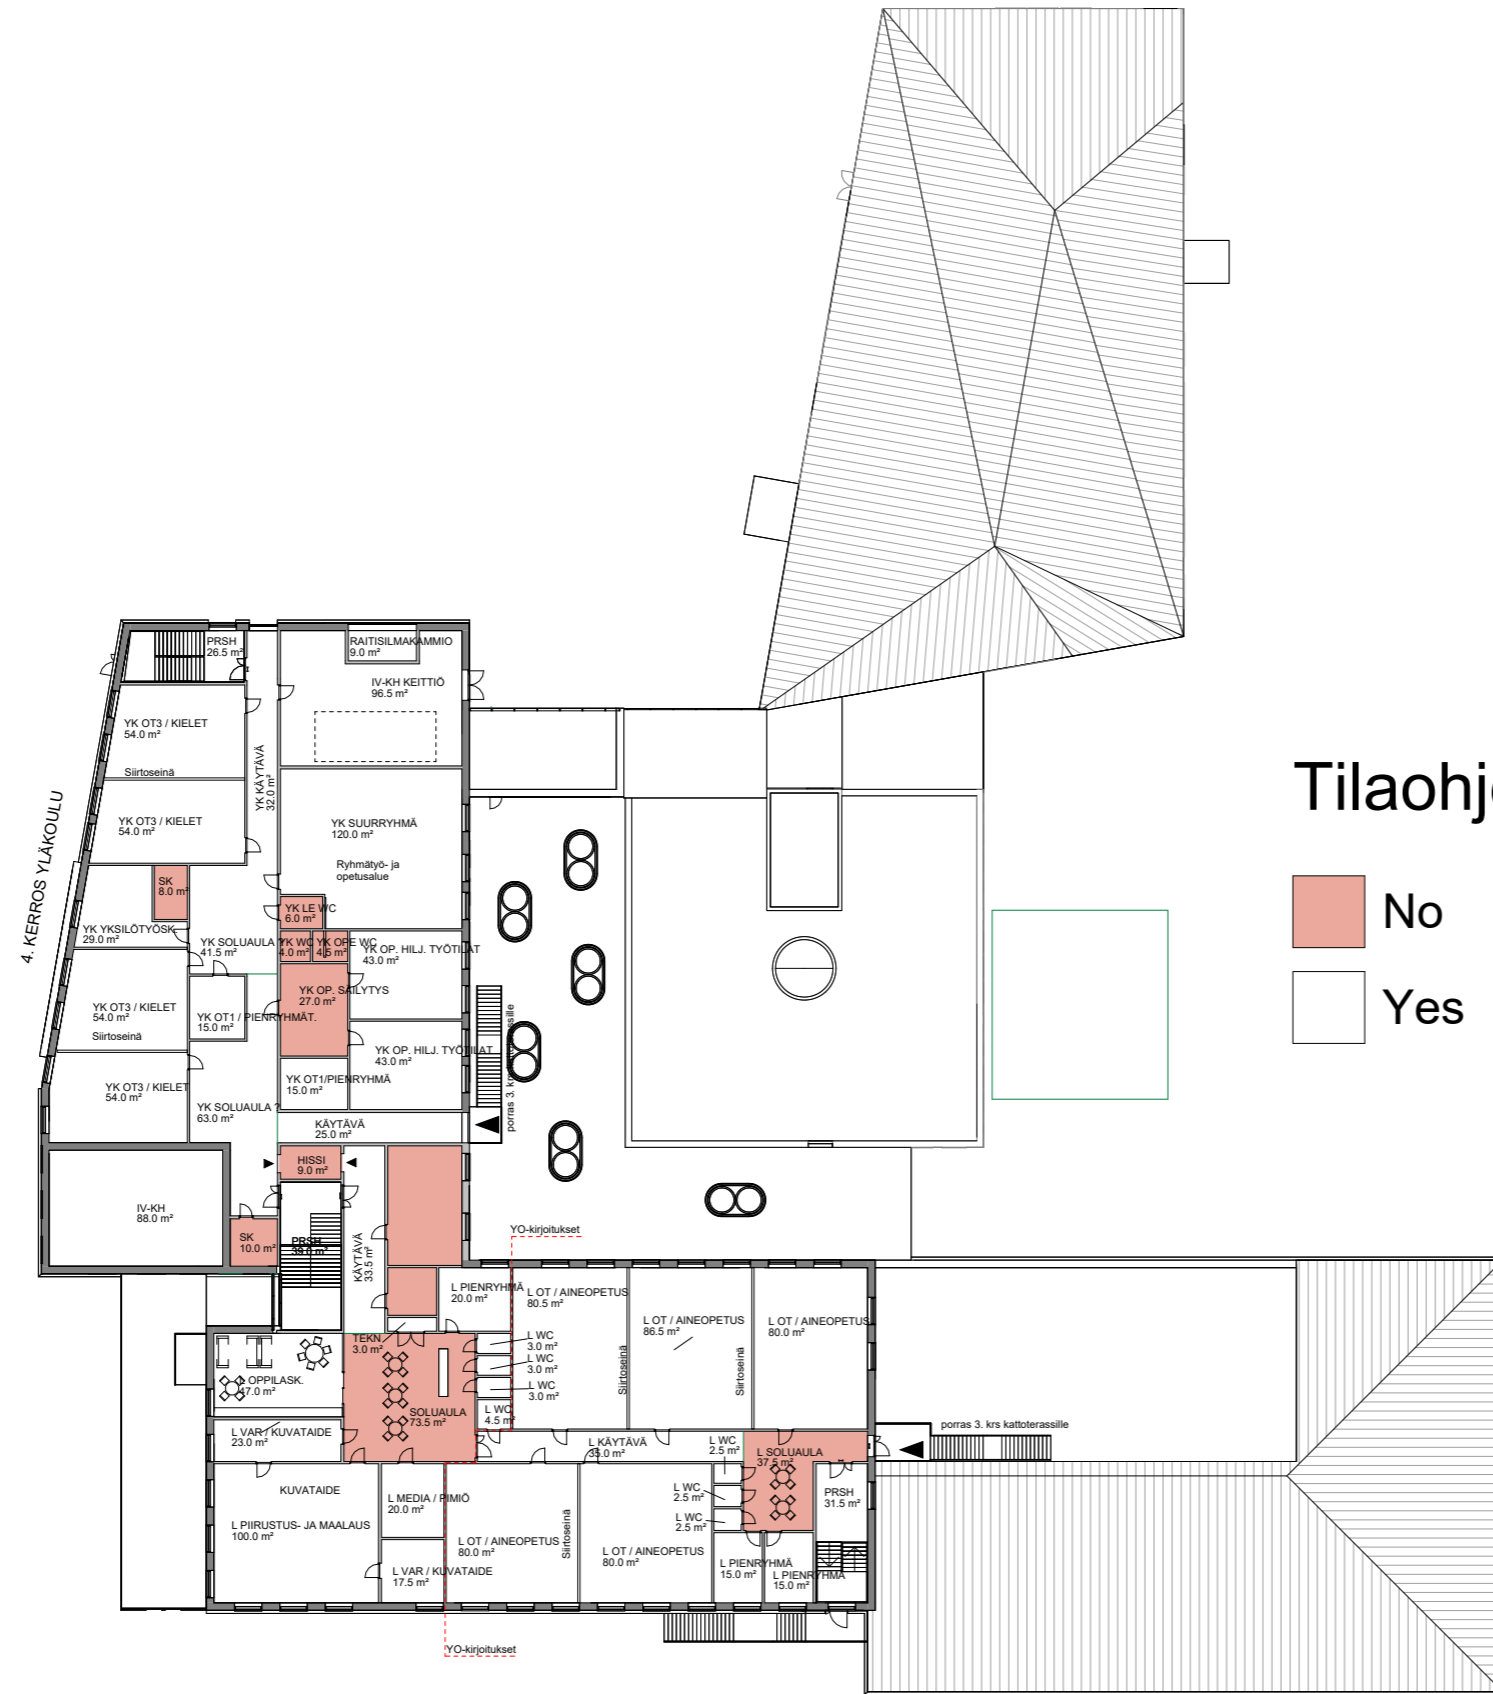 PRSH
26.5 m²
RAITISILMAKAMMIO
9.0 m²
IV-KH KEITTIÖ
96.5 m²
YK OT3 / KIELET
54.0 m²
Siirtoseinä
YK KÄYTÄVÄ
32.0 m²
YK OT3 / KIELET
54.0 m²
YK SUURRYHMÄ
120.0 m²
Ryhmätyö- ja
opetusalue
4. KERROS YLÄKOULU
Tilaohj
No
Yes
SK
8.0 m²
YK LE WC
6.0 m²
YK YKSILÖTYÖSK.
29.0 m²
YK SOLUAULA ?
41.5 m²
YK WC
4.0 m²
YK OPE WC
4.5 m²
YK OP. HILJ. TYÖTILAT
43.0 m²
YK OP. SÄILYTYS
27.0 m²
YK OT3 / KIELET
54.0 m²
Siirtoseinä
YK OT1 / PIENRYHMÄT.
15.0 m²
porras 3. krs kattoterassille
YK OP. HILJ. TYÖTILAT
43.0 m²
YK OT3 / KIELET
54.0 m²
YK OT1/PIENRYHMÄ
15.0 m²
YK SOLUAULA ?
63.0 m²
KÄYTÄVÄ
25.0 m²
HISSI
9.0 m²
IV-KH
88.0 m²
SK
10.0 m²
PRSH
39.0 m²
KÄYTÄVÄ
33.5 m²
YO-kirjoitukset
L PIENRYHMÄ
20.0 m²
L OT / AINEOPETUS
80.5 m²
L OT / AINEOPETUS
86.5 m²
L OT / AINEOPETUS
80.0 m²
Siirtoseinä
Siirtoseinä
TEKN
3.0 m²
L WC
3.0 m²
L WC
3.0 m²
L WC
3.0 m²
L WC
4.5 m²
L OPPILASK.
47.0 m²
SOLUAULA
73.5 m²
L VAR / KUVATAIDE
23.0 m²
L KÄYTÄVÄ
35.0 m²
L WC
2.5 m²
L SOLUAULA
37.5 m²
porras 3. krs kattoterassille
KUVATAIDE
L PIIRUSTUS- JA MAALAUS
100.0 m²
L MEDIA / PIMIÖ
20.0 m²
L WC
2.5 m²
L WC
2.5 m²
PRSH
31.5 m²
L OT / AINEOPETUS
80.0 m²
Siirtoseinä
L OT / AINEOPETUS
80.0 m²
L VAR / KUVATAIDE
17.5 m²
L PIENRYHMÄ
15.0 m²
L PIENRYHMÄ
15.0 m²
YO-kirjoitukset